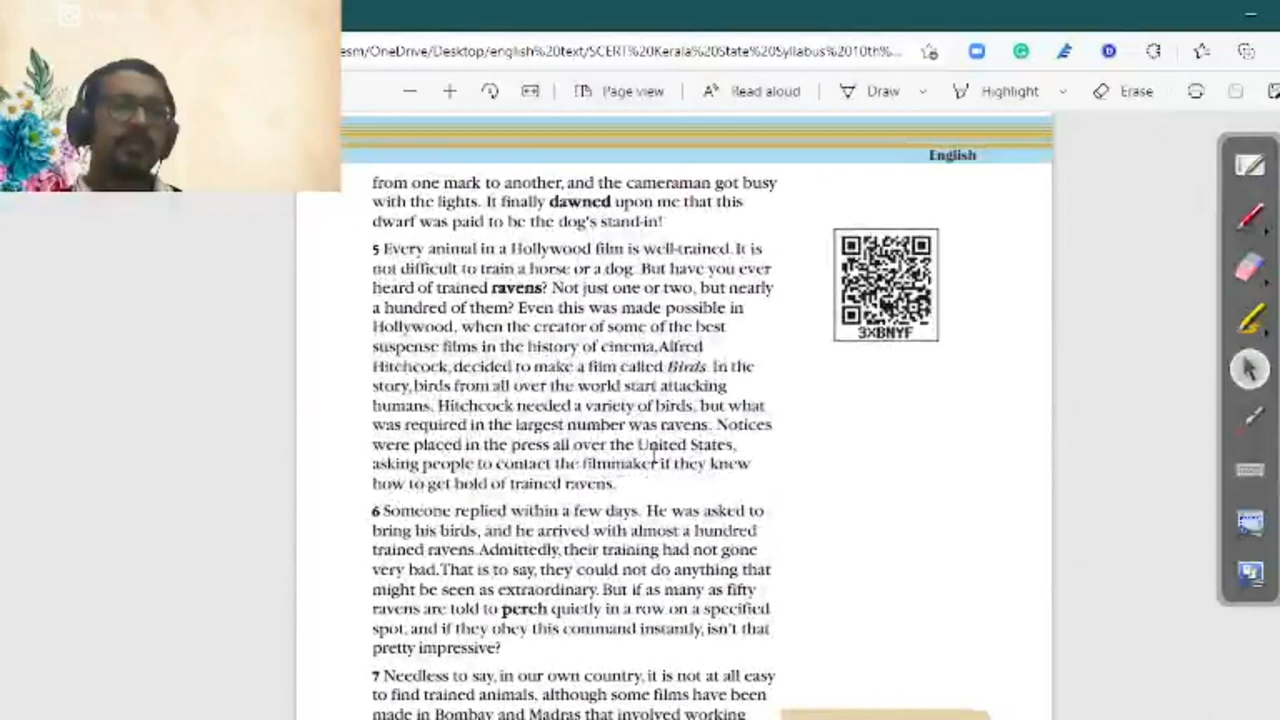 esm/OneDrive/Desktop/english%20text/SCERT%20Kerala%20State%20Syllabus%2010th%...
Page view
Read aloud
Draw
Highlight
Erase
English
from one mark to another, and the cameraman got busy
with the lights. It finally dawned upon me that this
dwarf was paid to be the dog's stand-in!
5 Every animal in a Hollywood film is well-trained. It is
not difficult to train a horse or a dog. But have you ever
heard of trained ravens? Not just one or two, but nearly
a hundred of them? Even this was made possible in
Hollywood, when the creator of some of the best
suspense films in the history of cinema, Alfred
Hitchcock, decided to make a film called Birds. In the
story, birds from all over the world start attacking
humans. Hitchcock needed a variety of birds, but what
was required in the largest number was ravens. Notices
were placed in the press all over the United States,
asking people to contact the filmmaker if they knew
how to get hold of trained ravens.
3XBNYF
6 Someone replied within a few days. He was asked to
bring his birds, and he arrived with almost a hundred
trained ravens. Admittedly, their training had not gone
very bad. That is to say, they could not do anything that
might be seen as extraordinary. But if as many as fifty
ravens are told to perch quietly in a row on a specified
spot, and if they obey this command instantly, isn't that
pretty impressive?
7 Needless to say, in our own country, it is not at all easy
to find trained animals, although some films have been
made in Bombay and Madras that involved working